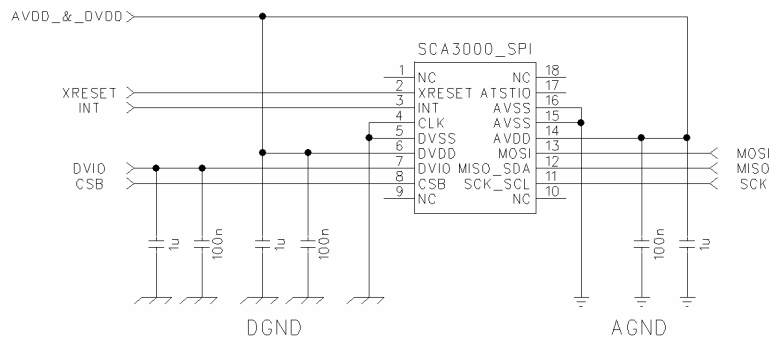 AVDD_&_DVDD
SCA3000_SPI
1 NC NC 18
XRESET 2 XRESET ATSTIO 17
INT 3 INT AVSS 16
4 CLK AVSS 15
5 DVSS AVDD 14
6 DVDD MOSI 13 MOSI
DVIO 7 DVIO MISO_SDA 12 MISO
CSB 8 CSB SCK_SCL 11 SCK
9 NC NC 10
1u 100n 1u 100n 100n 1u
DGND AGND